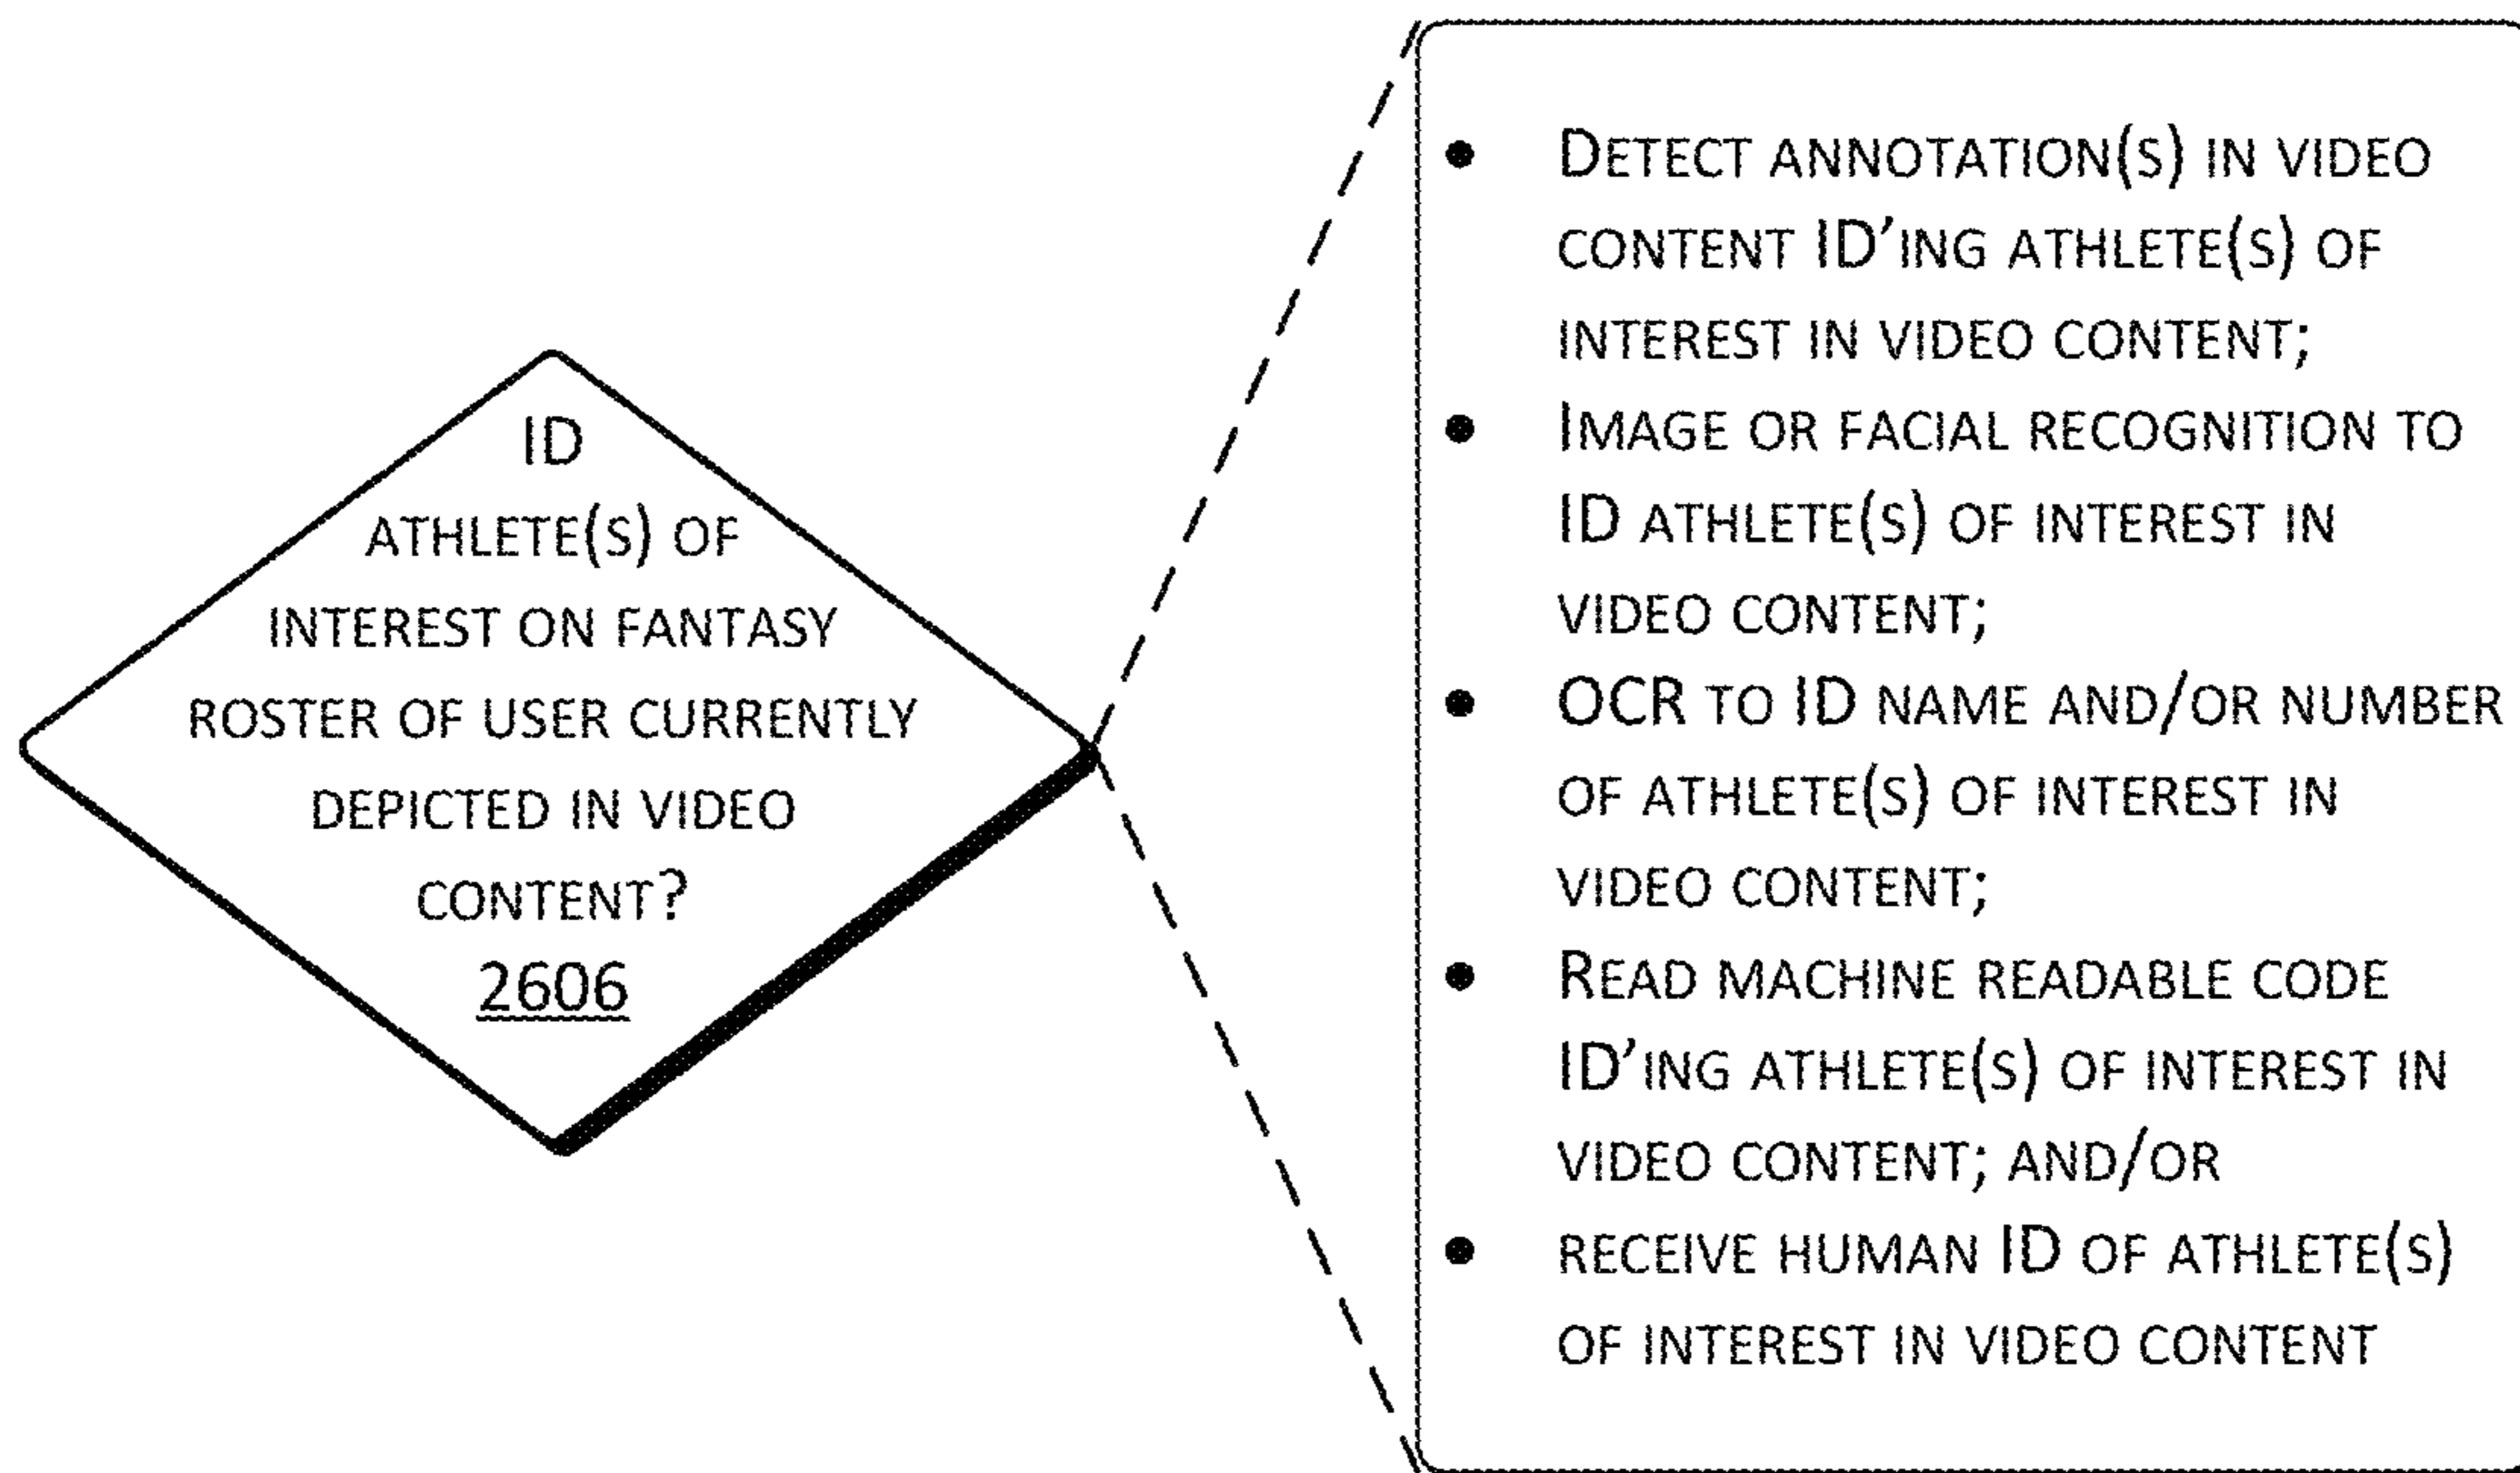 ID
ATHLETE(S) OF
INTEREST ON FANTASY
ROSTER OF USER CURRENTLY
DEPICTED IN VIDEO
CONTENT?
2606
• DETECT ANNOTATION(S) IN VIDEO
CONTENT ID'ING ATHLETE(S) OF
INTEREST IN VIDEO CONTENT;
• IMAGE OR FACIAL RECOGNITION TO
ID ATHLETE(S) OF INTEREST IN
VIDEO CONTENT;
• OCR TO ID NAME AND/OR NUMBER
OF ATHLETE(S) OF INTEREST IN
VIDEO CONTENT;
• READ MACHINE READABLE CODE
ID'ING ATHLETE(S) OF INTEREST IN
VIDEO CONTENT; AND/OR
• RECEIVE HUMAN ID OF ATHLETE(S)
OF INTEREST IN VIDEO CONTENT